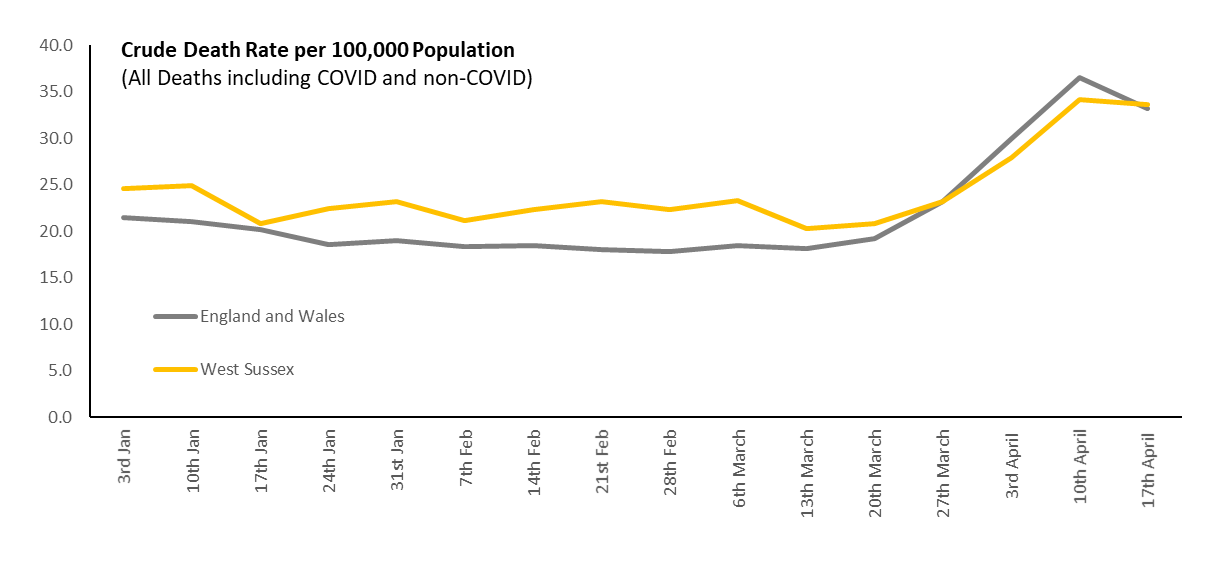 Crude Death Rate per 100,000 Population
(All Deaths including COVID and non-COVID)
40.0
35.0
30.0
25.0
20.0
15.0
10.0
5.0
0.0
England and Wales
West Sussex
3rd Jan
10th Jan
17th Jan
24th Jan
31st Jan
7th Feb
14th Feb
21st Feb
28th Feb
6th March
13th March
20th March
27th March
3rd April
10th April
17th April